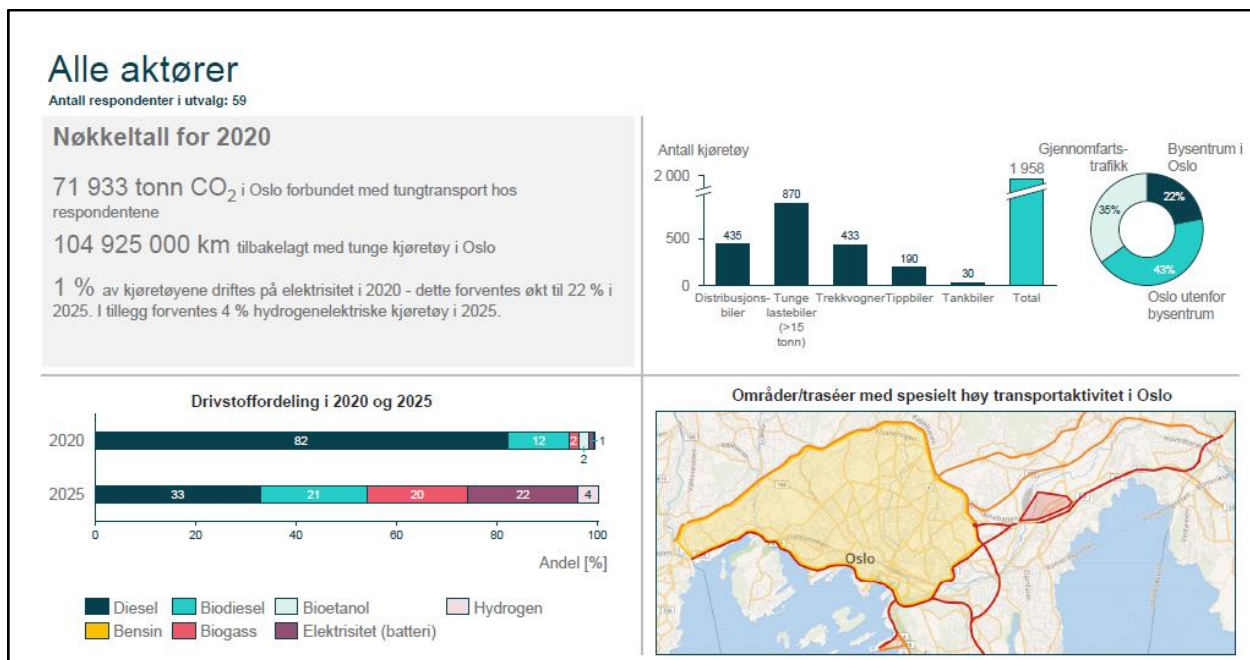 Alle aktører
Antall respondenter i utvalg: 59
Nøkkeltall for 2020
71 933 tonn CO2 i Oslo forbundet med tungtransport hos
respondentene
104 925 000 km tilbakelagt med tunge kjøretøy i Oslo
1 % av kjøretøyene driftes på elektrisitet i 2020 - dette forventes økt til 22 % i
2025. I tillegg forventes 4 % hydrogenelektriske kjøretøy i 2025.
Antall kjøretøy
2 000
500
0
435
870
433
190
30
1 958
Distribusjons-
biler
Tunge
lastebiler
(>15
tonn)
Trekkvogner
Tippbiler
Tankbiler
Total
Gjennomfarts-
trafikk
Bysentrum i
Oslo
35%
22%
43%
Oslo utenfor
bysentrum
Drivstoffordeling i 2020 og 2025
2020
82
12
2
2
1
2025
33
21
20
22
4
0
20
40
60
80
100
Andel [%]
Diesel
Biodiesel
Bioetanol
Hydrogen
Bensin
Biogass
Elektrisitet (batteri)
Områder/traséer med spesielt høy transportaktivitet i Oslo
Oslo